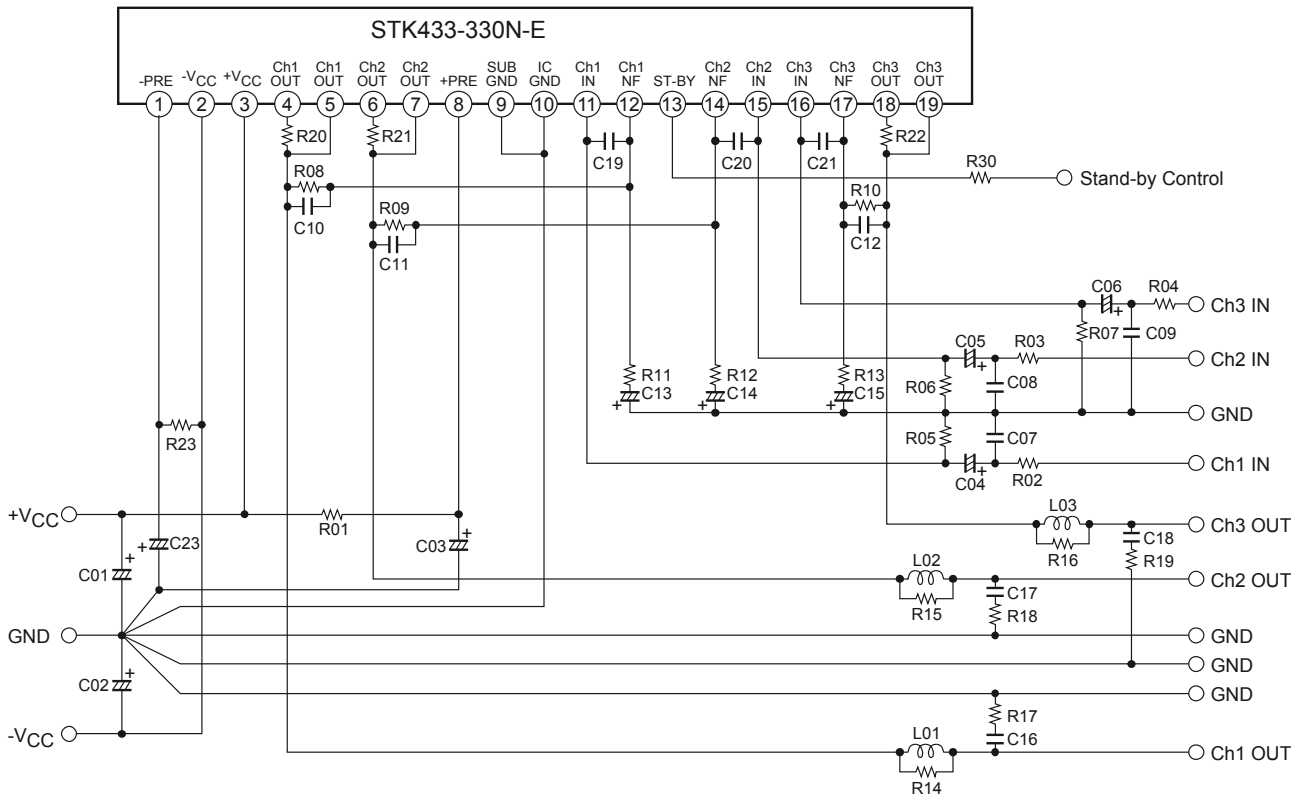 STK433-330N-E
-PRE -VCC +VCC Ch1 OUT Ch1 OUT Ch2 OUT Ch2 OUT +PRE SUB GND IC GND Ch1 IN Ch1 NF ST-BY Ch2 NF Ch2 IN Ch3 IN Ch3 NF Ch3 OUT Ch3 OUT
1 2 3 4 5 6 7 8 9 10 11 12 13 14 15 16 17 18 19
R20 R21 R22
C19 C20 C21
R30 Stand-by Control
R08 R10
C10 R09 C12
C11
C06 R04 Ch3 IN
R07 C09
C05 R03 Ch2 IN
R11 R12 R13 R06 C08
+ C13 + C14 + C15 +
GND
R23 R05 C07
C04 + R02 Ch1 IN
+VCC R01 L03 Ch3 OUT
+ C23 C03 + R16 C18
C01 + R19
L02 Ch2 OUT
R15 C17
R18
GND GND
GND
C02 + GND
R17
-VCC L01 C16
R14 Ch1 OUT